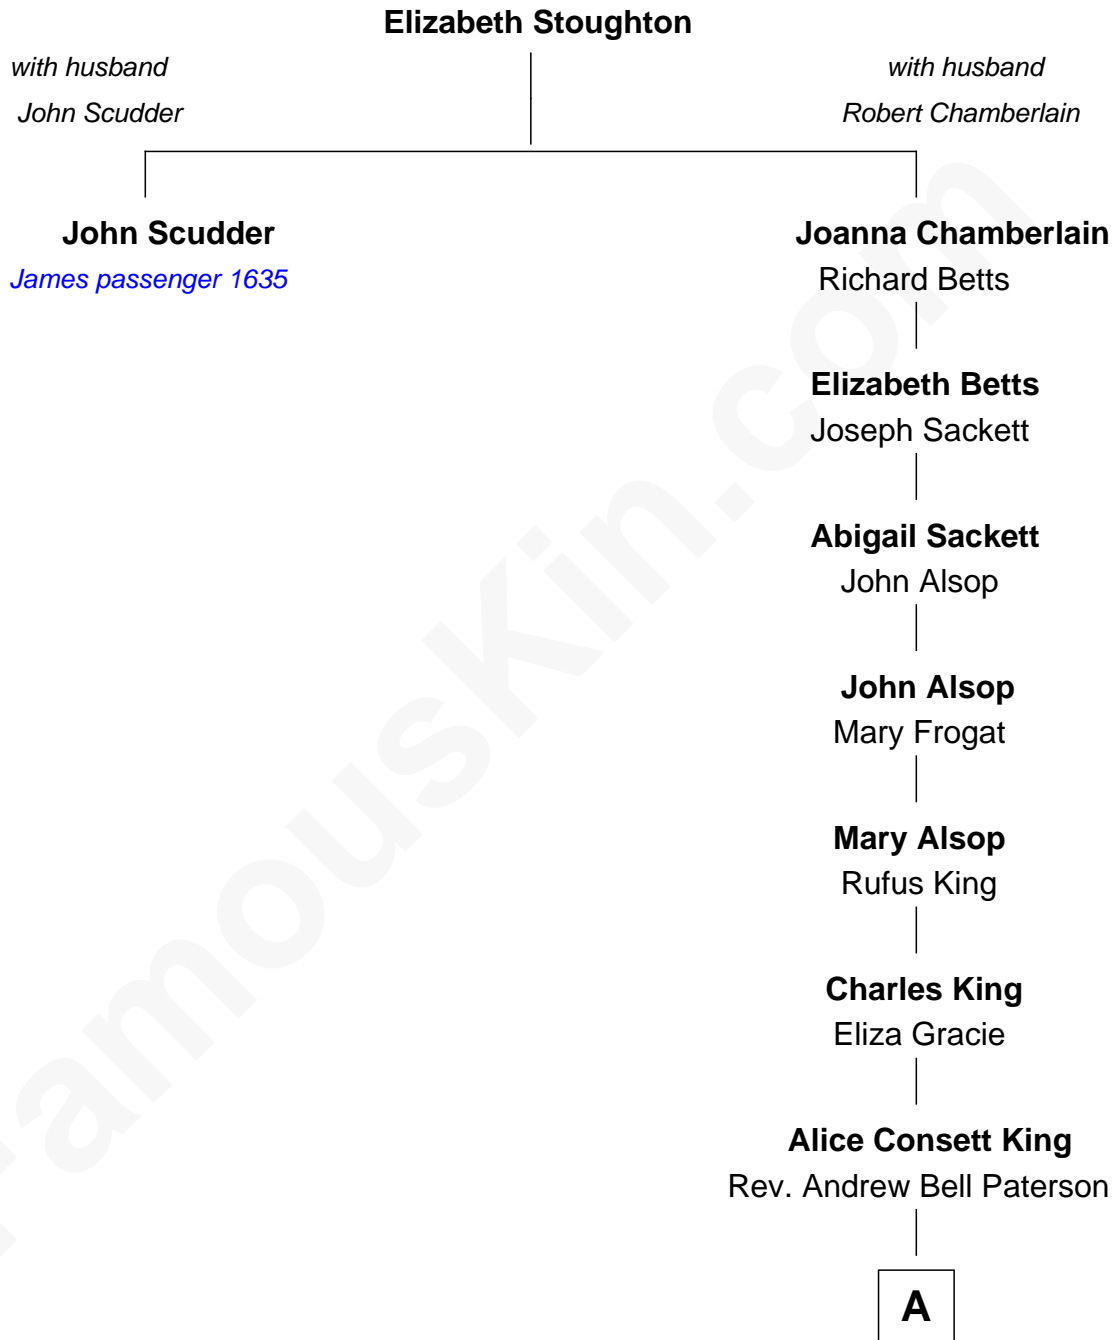 Elizabeth Stoughton
with husband
John Scudder
with husband
Robert Chamberlain
John Scudder
James passenger 1635
Joanna Chamberlain
Richard Betts
Elizabeth Betts
Joseph Sackett
Abigail Sackett
John Alsop
John Alsop
Mary Frogat
Mary Alsop
Rufus King
Charles King
Eliza Gracie
Alice Consett King
Rev. Andrew Bell Paterson
A
FamousKin.com